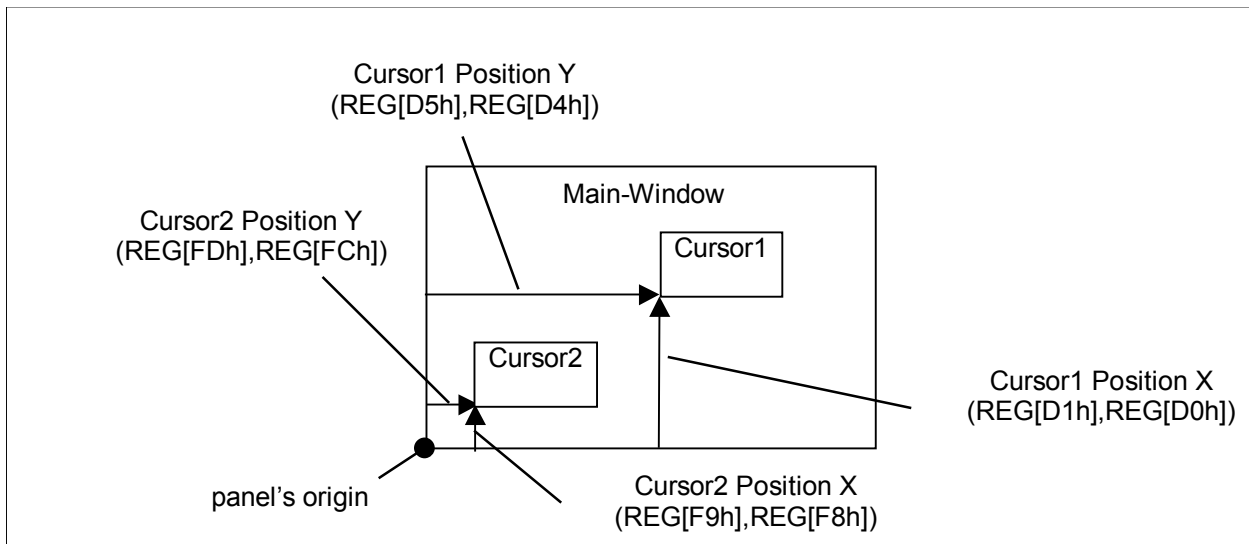 Cursor1 Position Y
(REG[D5h],REG[D4h])
Main-Window
Cursor2 Position Y
(REG[FDh],REG[FCh])
Cursor1
Cursor2
Cursor1 Position X
(REG[D1h],REG[D0h])
panel's origin
Cursor2 Position X
(REG[F9h],REG[F8h])